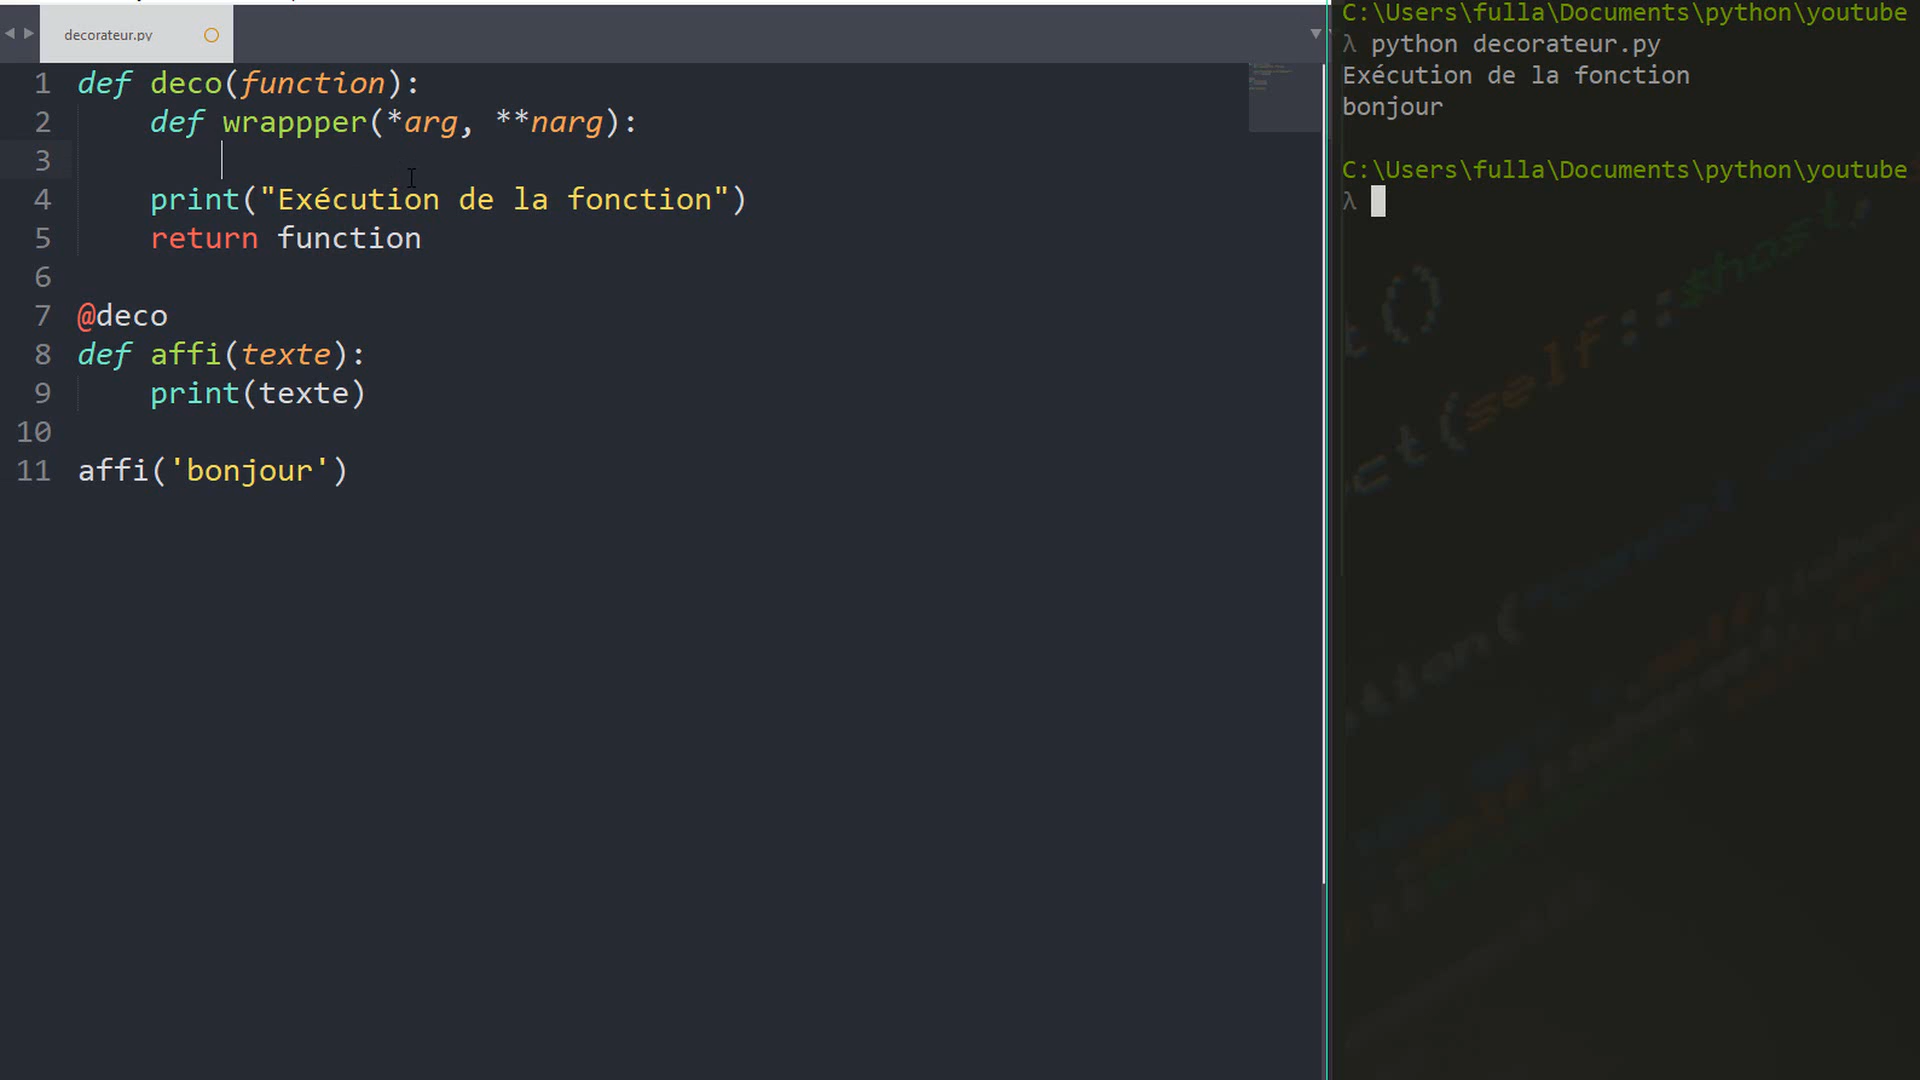 decorateur.py
1 def deco(function):
2     def wrappper(*arg, **narg):
3
4     print("Exécution de la fonction")
5     return function
6
7 @deco
8 def affi(texte):
9     print(texte)
10
11 affi('bonjour')
C:\Users\fulla\Documents\python\youtube
λ python decorateur.py
Exécution de la fonction
bonjour
C:\Users\fulla\Documents\python\youtube
λ